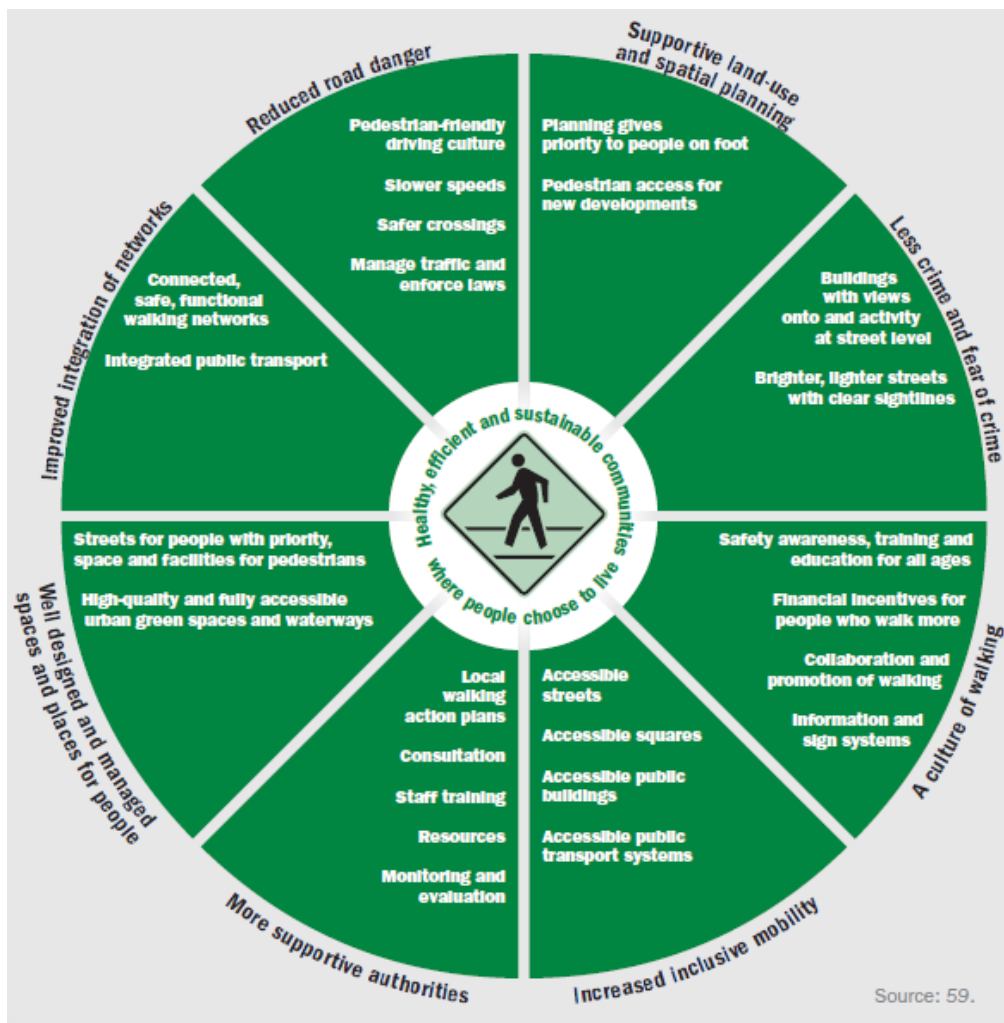 Supportive land-use
and spatial planning
Planning gives
priority to people on foot
Pedestrian access for
new developments
Less crime and fear of crime
Buildings
with views
onto and activity
at street level
Brighter, lighter streets
with clear sightlines
A culture of walking
Safety awareness, training and
education for all ages
Financial incentives for
people who walk more
Collaboration and
promotion of walking
Information and
sign systems
Increased inclusive mobility
Accessible
streets
Accessible squares
Accessible public
buildings
Accessible public
transport systems
More supportive authorities
Local
walking
action plans
Consultation
Staff training
Resources
Monitoring and
evaluation
Well designed and managed
spaces and places for people
Streets for people with priority,
space and facilities for pedestrians
High-quality and fully accessible
urban green spaces and waterways
Improved integration of networks
Connected,
safe, functional
walking networks
Integrated public transport
Reduced road danger
Pedestrian-friendly
driving culture
Slower speeds
Safer crossings
Manage traffic and
enforce laws
Healthy, efficient and sustainable communities
where people choose to live
Source: 59.